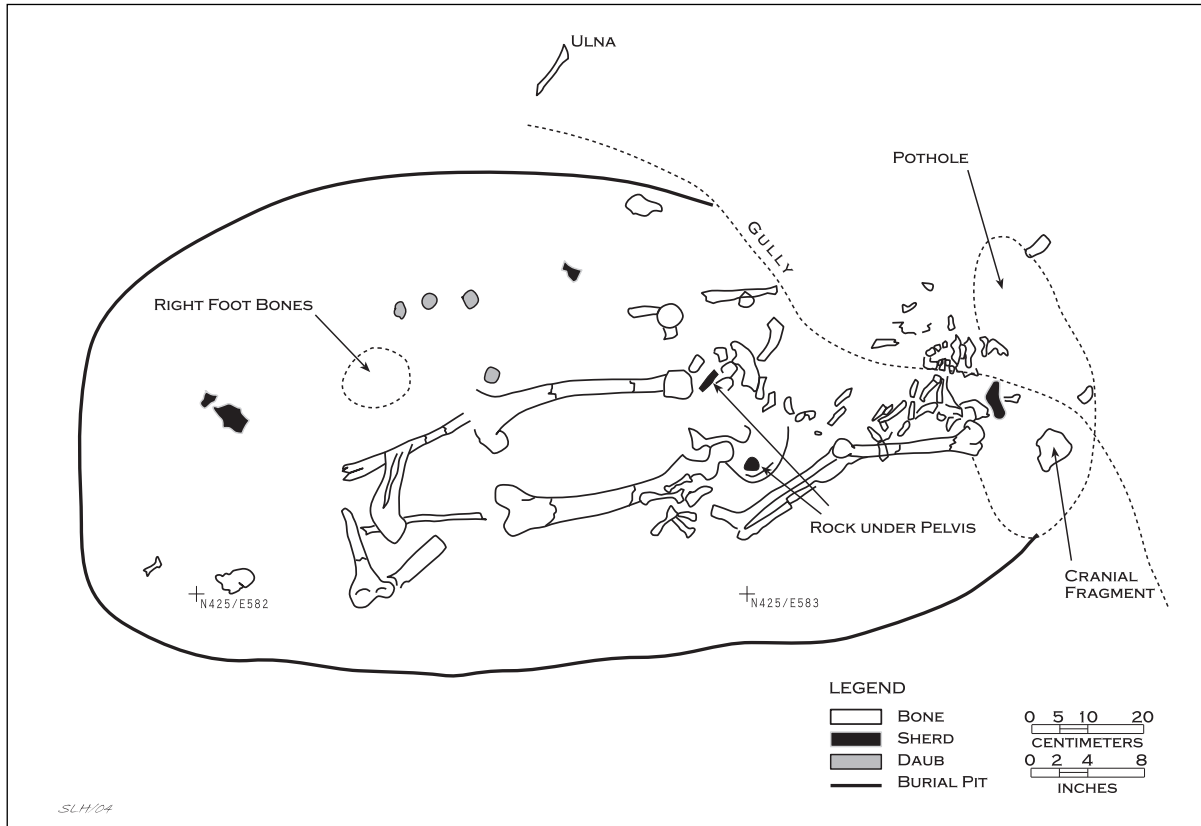 ULNA
POTHOLE
GULLY
RIGHT FOOT BONES
ROCK UNDER PELVIS
CRANIAL
FRAGMENT
N425/E582
N425/E583
LEGEND
BONE
SHERD
DAUB
BURIAL PIT
0 5 10 20
CENTIMETERS
0 2 4 8
INCHES
SLH/04